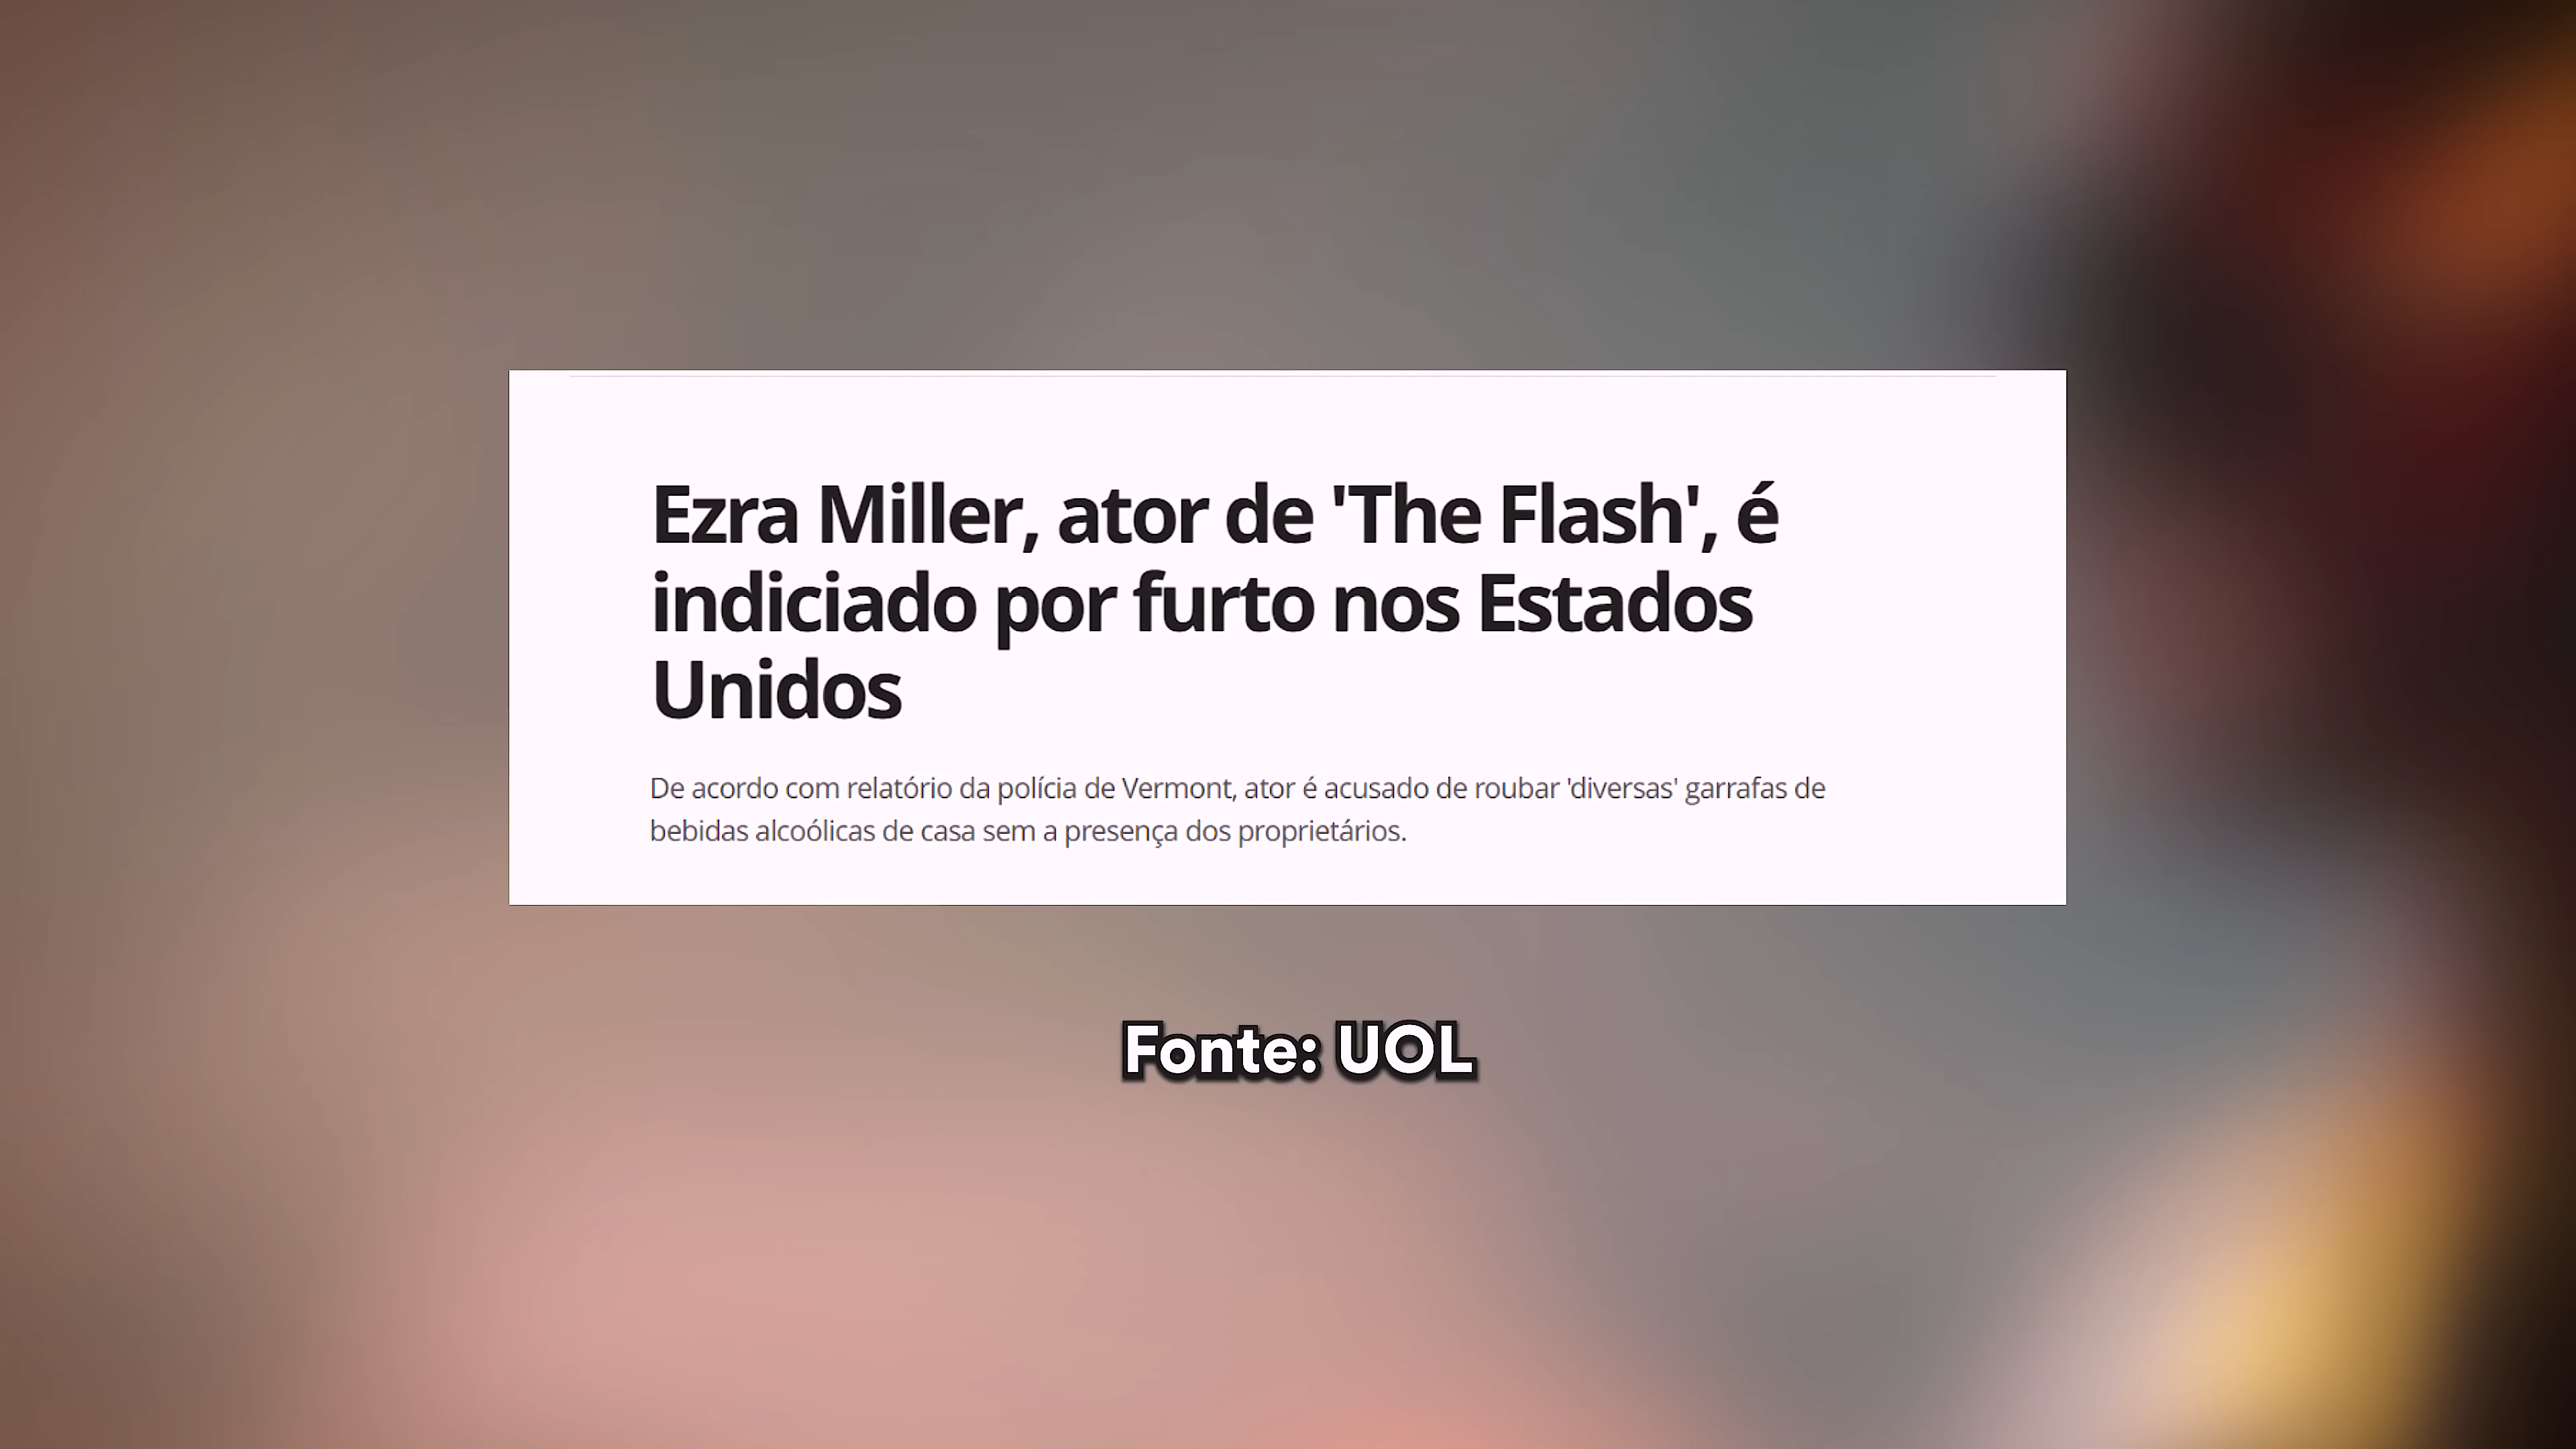 Ezra Miller, ator de 'The Flash', é
indiciado por furto nos Estados
Unidos
De acordo com relatório da polícia de Vermont, ator é acusado de roubar 'diversas' garrafas de
bebidas alcoólicas de casa sem a presença dos proprietários.
Fonte: UOL